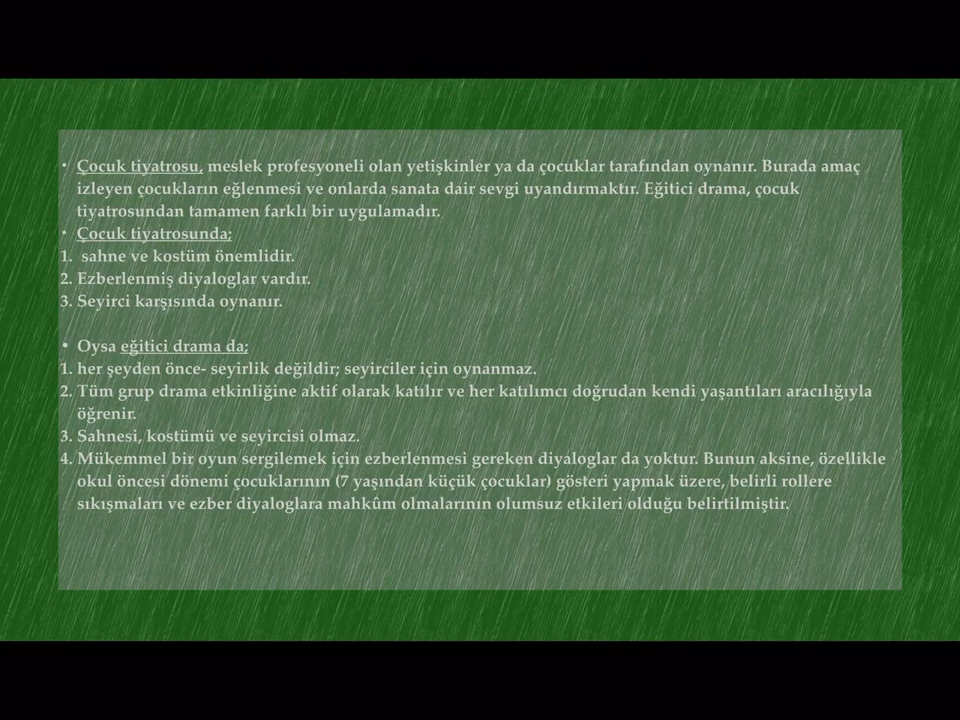 • Çocuk tiyatrosu, meslek profesyoneli olan yetişkinler ya da çocuklar tarafından oynanır. Burada amaç
izleyen çocukların eğlenmesi ve onlarda sanata dair sevgi uyandırmaktır. Eğitici drama, çocuk
tiyatrosundan tamamen farklı bir uygulamadır.
• Çocuk tiyatrosunda;
1. sahne ve kostüm önemlidir.
2. Ezberlenmiş diyaloglar vardır.
3. Seyirci karşısında oynanır.
• Oysa eğitici drama da;
1. her şeyden önce- seyirlik değildir; seyirciler için oynanmaz.
2. Tüm grup drama etkinliğine aktif olarak katılır ve her katılımcı doğrudan kendi yaşantıları aracılığıyla
öğrenir.
3. Sahnesi, kostümü ve seyircisi olmaz.
4. Mükemmel bir oyun sergilemek için ezberlenmesi gereken diyaloglar da yoktur. Bunun aksine, özellikle
okul öncesi dönemi çocuklarının (7 yaşından küçük çocuklar) gösteri yapmak üzere, belirli rollere
sıkışmaları ve ezber diyaloglara mahkûm olmalarının olumsuz etkileri olduğu belirtilmiştir.